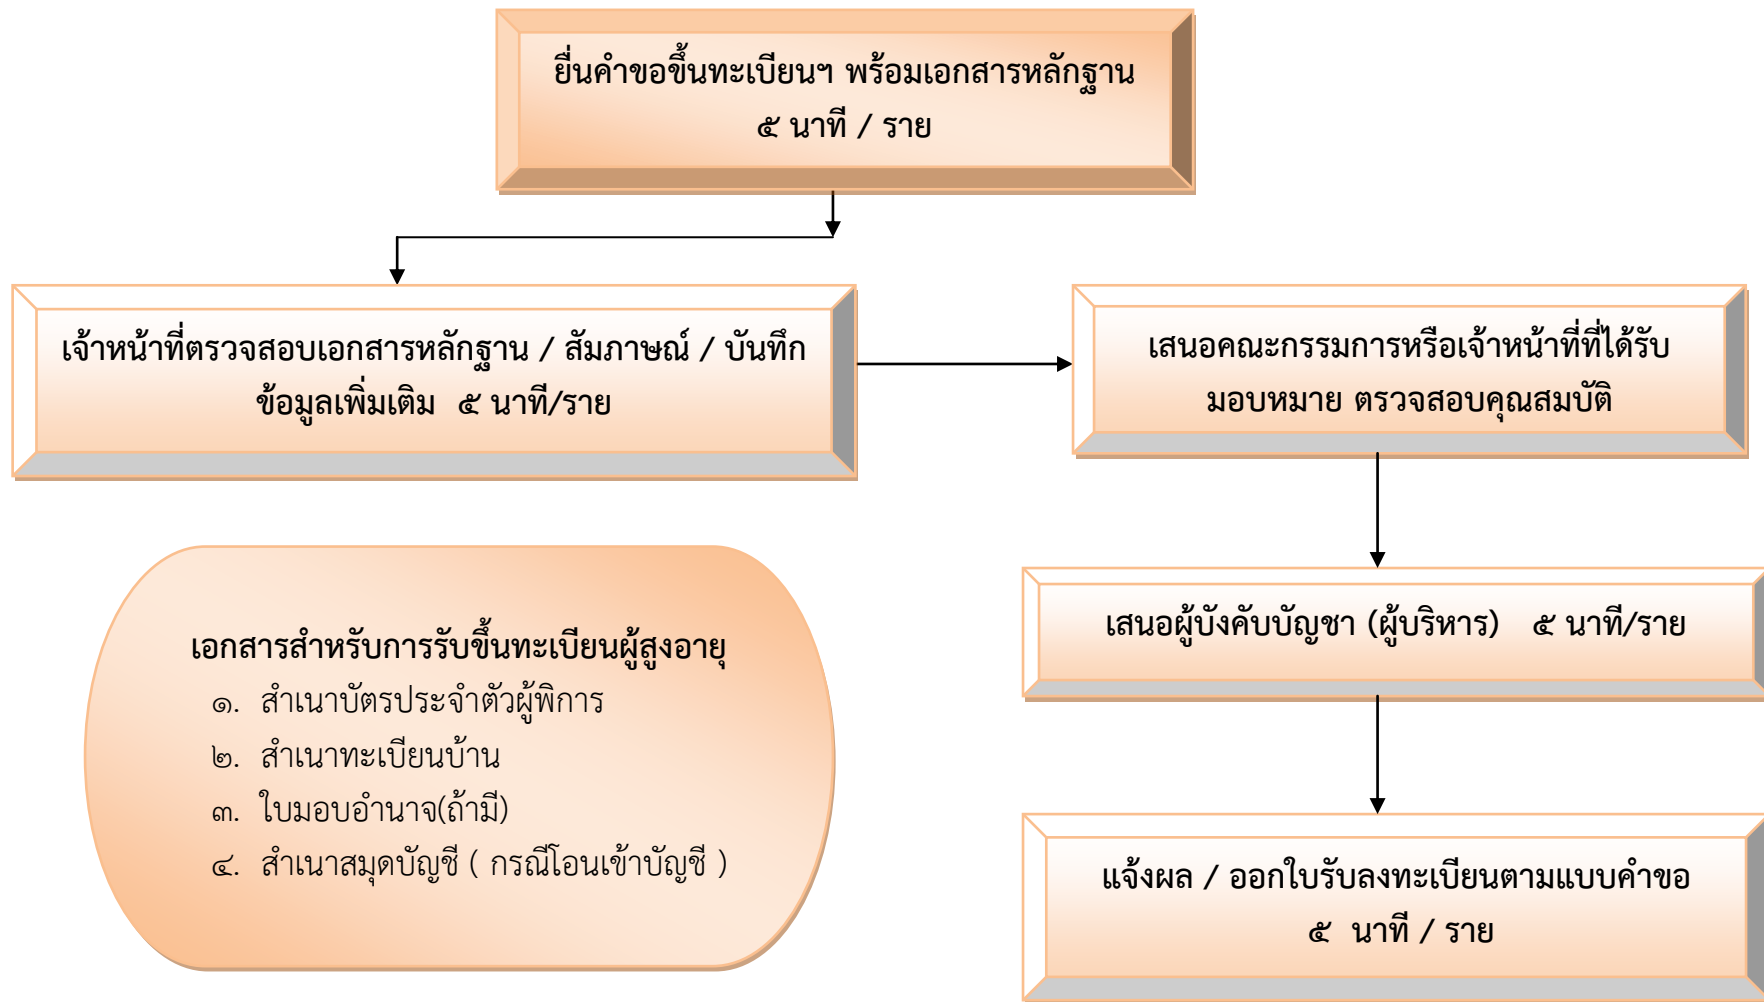 ยื่นคำขอขึ้นทะเบียนฯ พร้อมเอกสารหลักฐาน
๕ นาที / ราย
เจ้าหน้าที่ตรวจสอบเอกสารหลักฐาน / สัมภาษณ์ / บันทึก
ข้อมูลเพิ่มเติม ๕ นาที/ราย
เสนอคณะกรรมการหรือเจ้าหน้าที่ที่ได้รับ
มอบหมาย ตรวจสอบคุณสมบัติ
เสนอผู้บังคับบัญชา (ผู้บริหาร) ๕ นาที/ราย
แจ้งผล / ออกใบรับลงทะเบียนตามแบบคำขอ
๕ นาที / ราย
เอกสารสำหรับการรับขึ้นทะเบียนผู้สูงอายุ
๑. สำเนาบัตรประจำตัวผู้พิการ
๒. สำเนาทะเบียนบ้าน
๓. ใบมอบอำนาจ(ถ้ามี)
๔. สำเนาสมุดบัญชี ( กรณีโอนเข้าบัญชี )